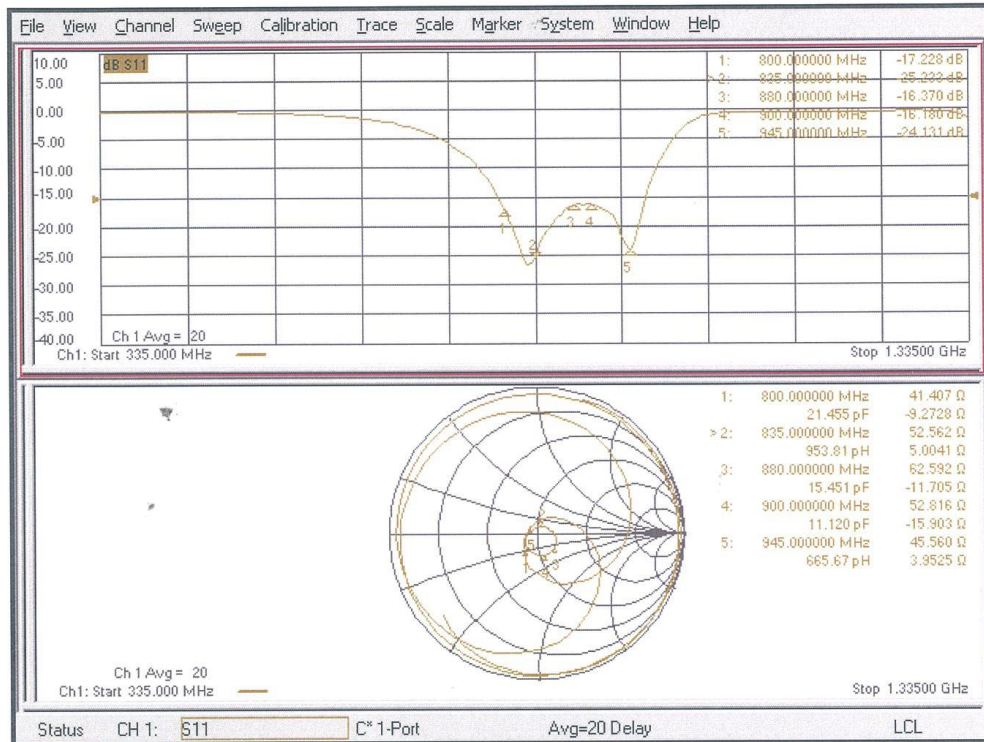 File View Channel Sweep Calibration Trace Scale Marker System Window Help
10.00
5.00
0.00
-5.00
-10.00
-15.00
-20.00
-25.00
-30.00
-35.00
-40.00
dB S11
1: 800.000000 MHz -17.228 dB
>2: 835.000000 MHz -25.233 dB
3: 880.000000 MHz -16.370 dB
4: 900.000000 MHz -16.180 dB
5: 945.000000 MHz -24.131 dB
1
2
3
4
5
Ch 1 Avg = 20
Ch1: Start 335.000 MHz
Stop 1.33500 GHz
1: 800.000000 MHz 41.407 Ω
21.455 pF -9.2728 Ω
>2: 835.000000 MHz 52.562 Ω
953.81 pH 5.0041 Ω
3: 880.000000 MHz 62.592 Ω
15.451 pF -11.705 Ω
4: 900.000000 MHz 52.816 Ω
11.120 pF -15.903 Ω
5: 945.000000 MHz 45.560 Ω
665.67 pH 3.9525 Ω
5
2
3
1
4
Ch 1 Avg = 20
Ch1: Start 335.000 MHz
Stop 1.33500 GHz
Status CH 1: S11 C* 1-Port Avg=20 Delay LCL